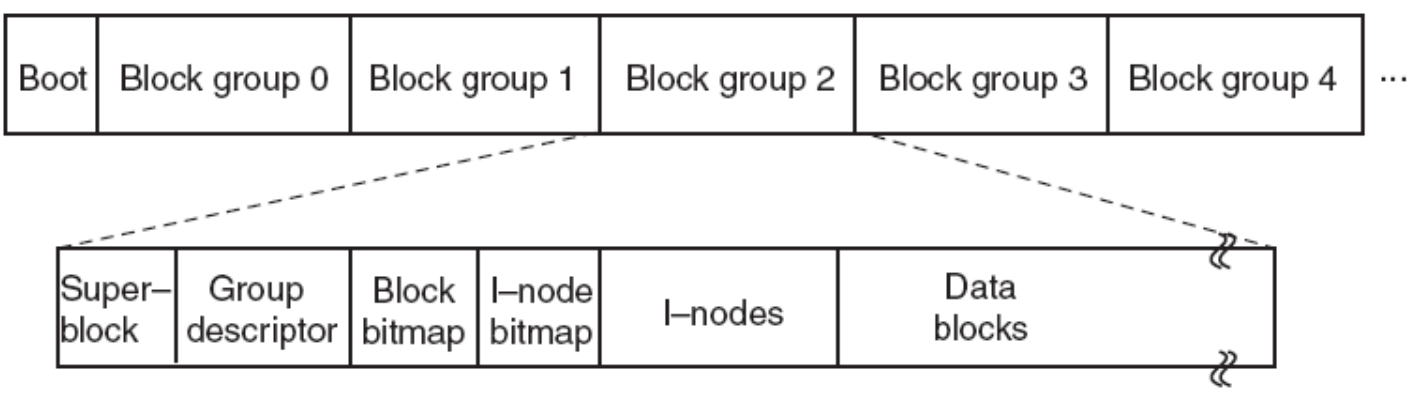 Boot Block group 0 Block group 1 Block group 2 Block group 3 Block group 4 ...
Super–
block
Group
descriptor
Block
bitmap
I–node
bitmap
I–nodes
Data
blocks